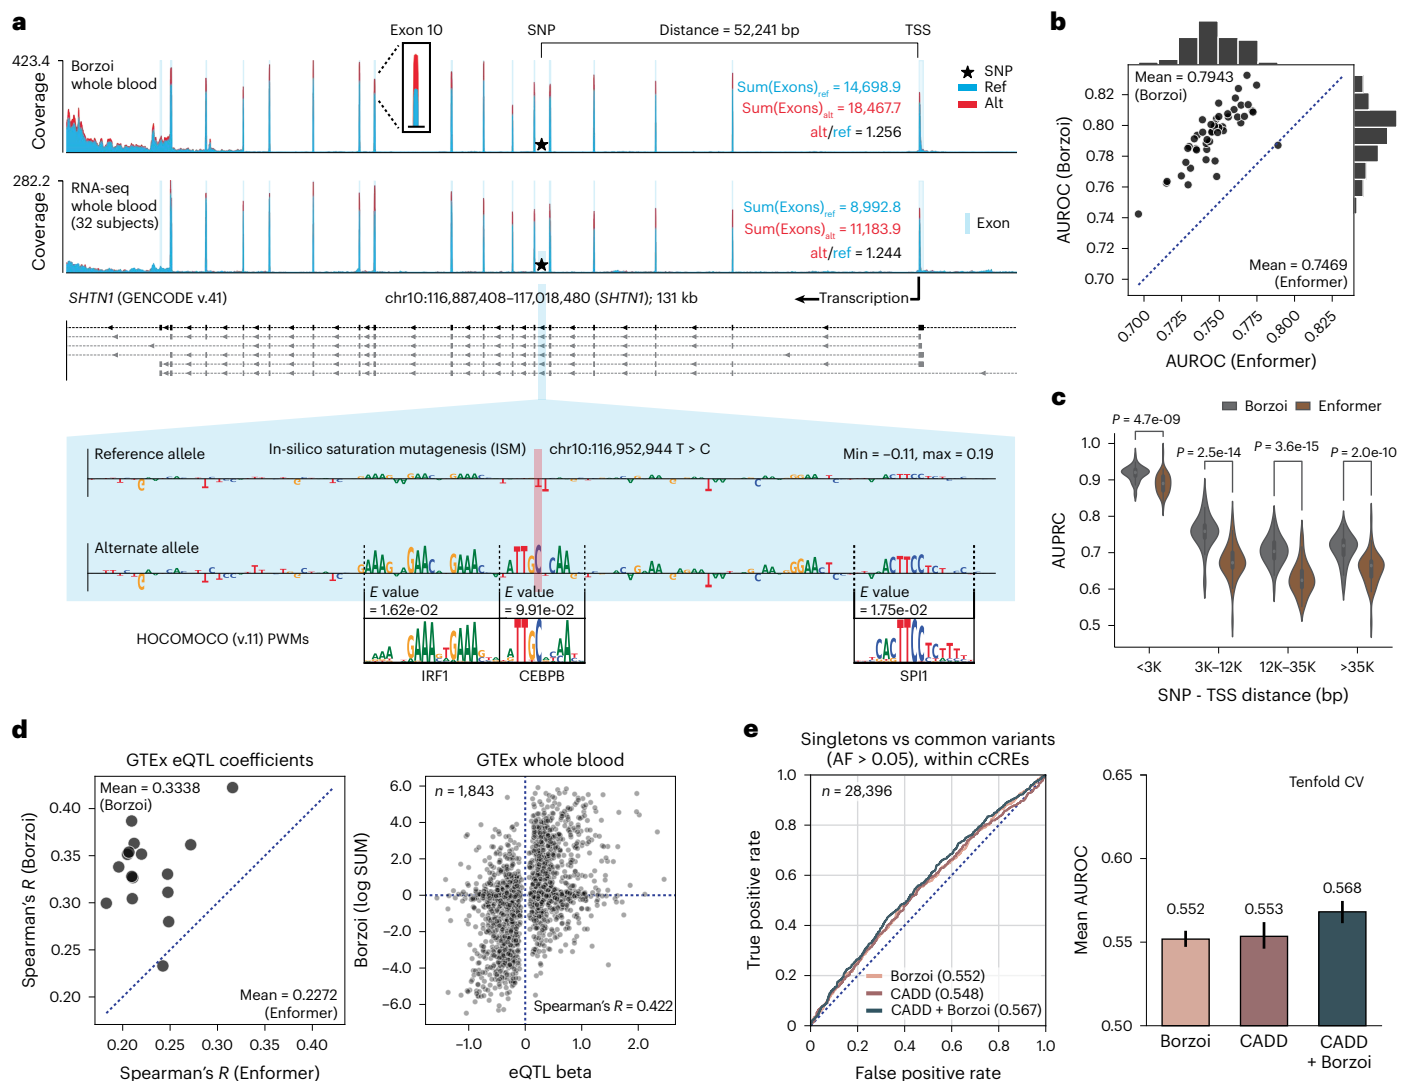 a
Exon 10
SNP
Distance = 52,241 bp
TSS
423.4
Coverage
Borzoi
whole blood
Sum(Exons)ref = 14,698.9
Sum(Exons)alt = 18,467.7
alt/ref = 1.256
SNP
Ref
Alt
282.2
Coverage
RNA-seq
whole blood
(32 subjects)
Sum(Exons)ref = 8,992.8
Sum(Exons)alt = 11,183.9
alt/ref = 1.244
Exon
SHTN1 (GENCODE v.41)
chr10:116,887,408–117,018,480 (SHTN1); 131 kb
Transcription
Reference allele
In-silico saturation mutagenesis (ISM)
chr10:116,952,944 T > C
Min = −0.11, max = 0.19
Alternate allele
E value
= 1.62e-02
E value
= 9.91e-02
E value
= 1.75e-02
HOCOMOCO (v.11) PWMs
IRF1
CEBPB
SPI1
b
Mean = 0.7943
(Borzoi)
AUROC (Borzoi)
0.82
0.80
0.78
0.76
0.74
0.72
0.70
Mean = 0.7469
(Enformer)
0.700
0.725
0.750
0.775
0.800
0.825
AUROC (Enformer)
c
Borzoi
Enformer
P = 4.7e-09
P = 2.5e-14
P = 3.6e-15
P = 2.0e-10
AUPRC
1.0
0.9
0.8
0.7
0.6
0.5
<3K
3K–12K
12K–35K
>35K
SNP - TSS distance (bp)
d
GTEx eQTL coefficients
Mean = 0.3338
(Borzoi)
Spearman's R (Borzoi)
0.40
0.35
0.30
0.25
0.20
Mean = 0.2272
(Enformer)
0.20
0.25
0.30
0.35
0.40
Spearman's R (Enformer)
GTEx whole blood
n = 1,843
Borzoi (log SUM)
6.0
4.0
2.0
0
−2.0
−4.0
−6.0
Spearman's R = 0.422
−1.0
0
1.0
2.0
eQTL beta
e
Singletons vs common variants
(AF > 0.05), within cCREs
n = 28,396
True positive rate
1.0
0.8
0.6
0.4
0.2
0
Borzoi (0.552)
CADD (0.548)
CADD + Borzoi (0.567)
0
0.2
0.4
0.6
0.8
1.0
False positive rate
Tenfold CV
Mean AUROC
0.65
0.60
0.55
0.50
0.552
0.553
0.568
Borzoi
CADD
CADD
+ Borzoi